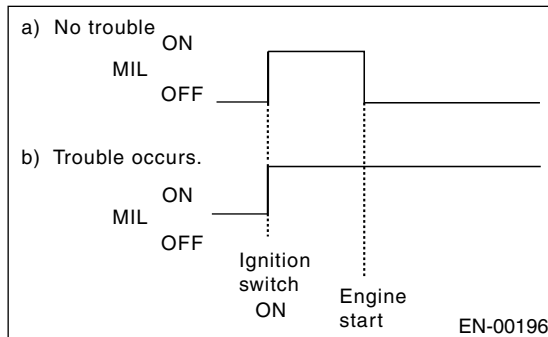 a) No trouble
ON
MIL
OFF
b) Trouble occurs.
ON
MIL
OFF
Ignition
switch
ON
Engine
start
EN-00196